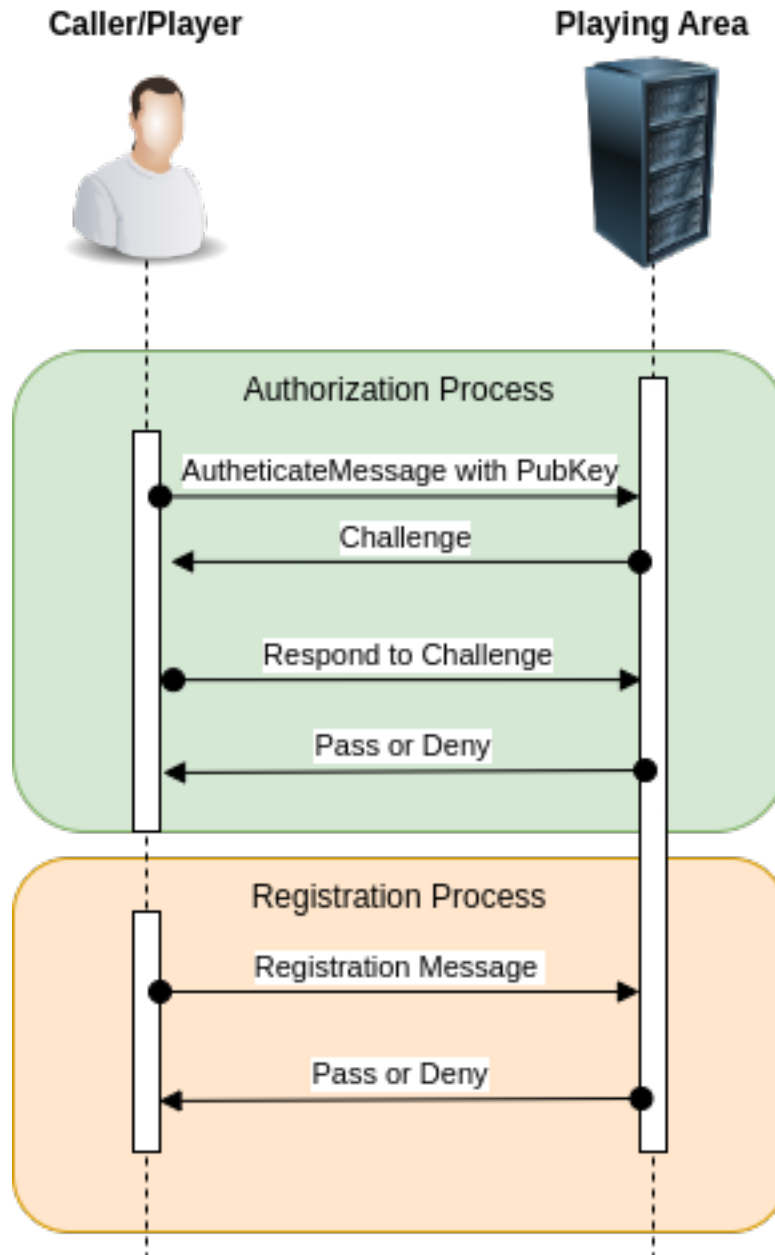 Caller/Player
Playing Area
Authorization Process
AutheticateMessage with PubKey
Challenge
Respond to Challenge
Pass or Deny
Registration Process
Registration Message
Pass or Deny